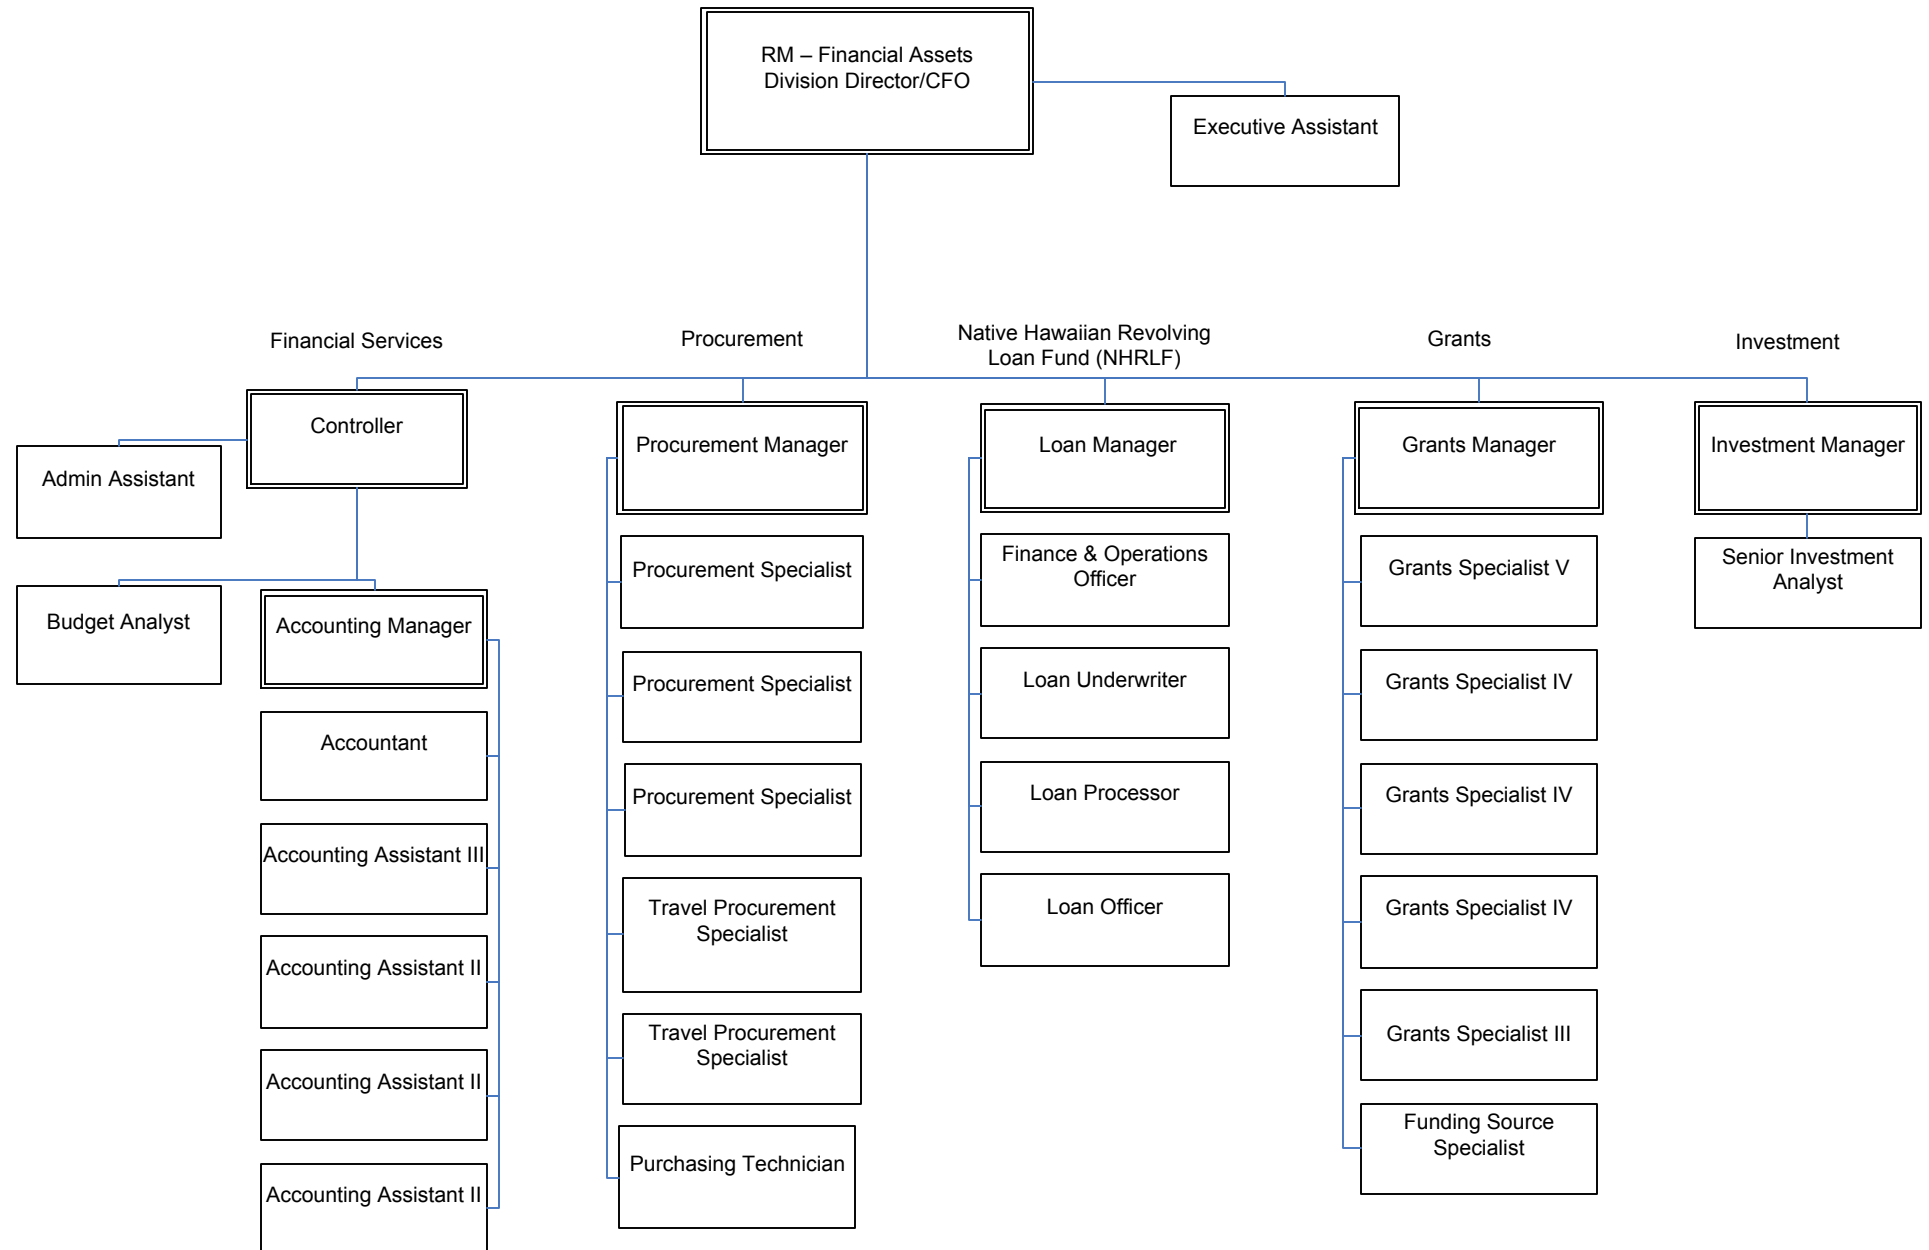 RM – Financial Assets
Division Director/CFO
Executive Assistant
Financial Services
Procurement
Native Hawaiian Revolving
Loan Fund (NHRLF)
Grants
Investment
Controller
Admin Assistant
Budget Analyst
Accounting Manager
Accountant
Accounting Assistant III
Accounting Assistant II
Accounting Assistant II
Accounting Assistant II
Procurement Manager
Procurement Specialist
Procurement Specialist
Procurement Specialist
Travel Procurement
Specialist
Travel Procurement
Specialist
Purchasing Technician
Loan Manager
Finance & Operations
Officer
Loan Underwriter
Loan Processor
Loan Officer
Grants Manager
Grants Specialist V
Grants Specialist IV
Grants Specialist IV
Grants Specialist IV
Grants Specialist III
Funding Source
Specialist
Investment Manager
Senior Investment
Analyst